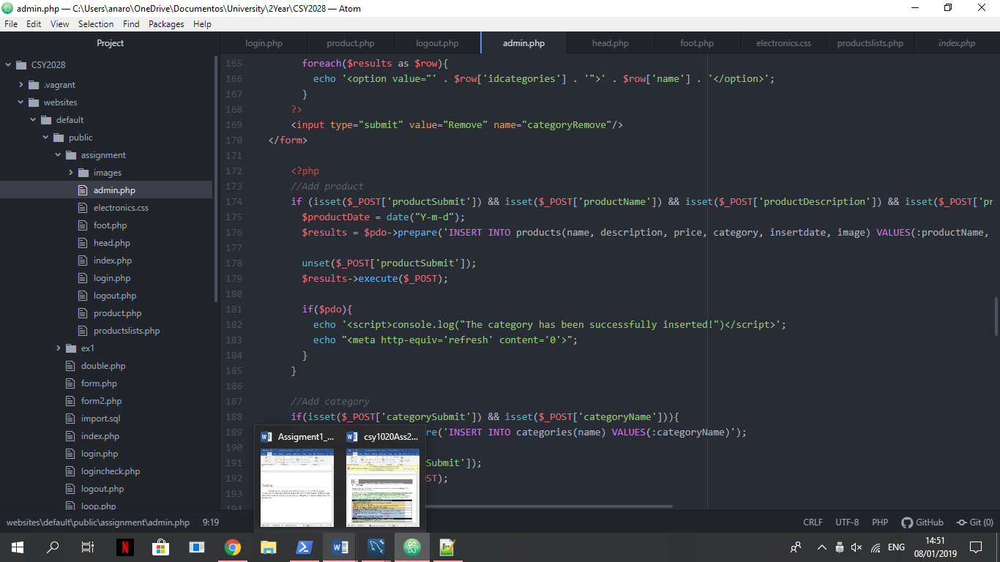 admin.php — C:\Users\anaro\OneDrive\Documentos\University\2Year\CSY2028 — Atom
File Edit View Selection Find Packages Help
Project
CSY2028
.vagrant
websites
default
public
assignment
images
admin.php
electronics.css
foot.php
head.php
index.php
login.php
logout.php
product.php
productslists.php
ex1
double.php
form.php
form2.php
import.sql
index.php
login.php
logincheck.php
logout.php
loop.php
login.php product.php logout.php admin.php head.php foot.php electronics.css productslists.php index.php
165 foreach($results as $row){
166 echo '<option value="' . $row['idcategories'] . '">' . $row['name'] . '</option>';
167 }
168 ?>
169 <input type="submit" value="Remove" name="categoryRemove"/>
170 </form>
171
172 <?php
173 //Add product
174 if (isset($_POST['productSubmit']) && isset($_POST['productName']) && isset($_POST['productDescription']) && isset($_POST['pr
175 $productDate = date("Y-m-d");
176 $results = $pdo->prepare('INSERT INTO products(name, description, price, category, insertdate, image) VALUES(:productName,
177
178 unset($_POST['productSubmit']);
179 $results->execute($_POST);
180
181 if($pdo){
182 echo '<script>console.log("The category has been successfully inserted!")</script>';
183 echo "<meta http-equiv='refresh' content='0'>";
184 }
185 }
186
187 //Add category
188 if(isset($_POST['categorySubmit']) && isset($_POST['categoryName'])){
189 re('INSERT INTO categories(name) VALUES(:categoryName)');
190
191 Submit']);
192 ST);
193
194
Assigment1_... csy1020Ass2...
Testing
websites\default\public\assignment\admin.php 9:19
CRLF UTF-8 PHP GitHub Git (0)
ENG
14:51
08/01/2019